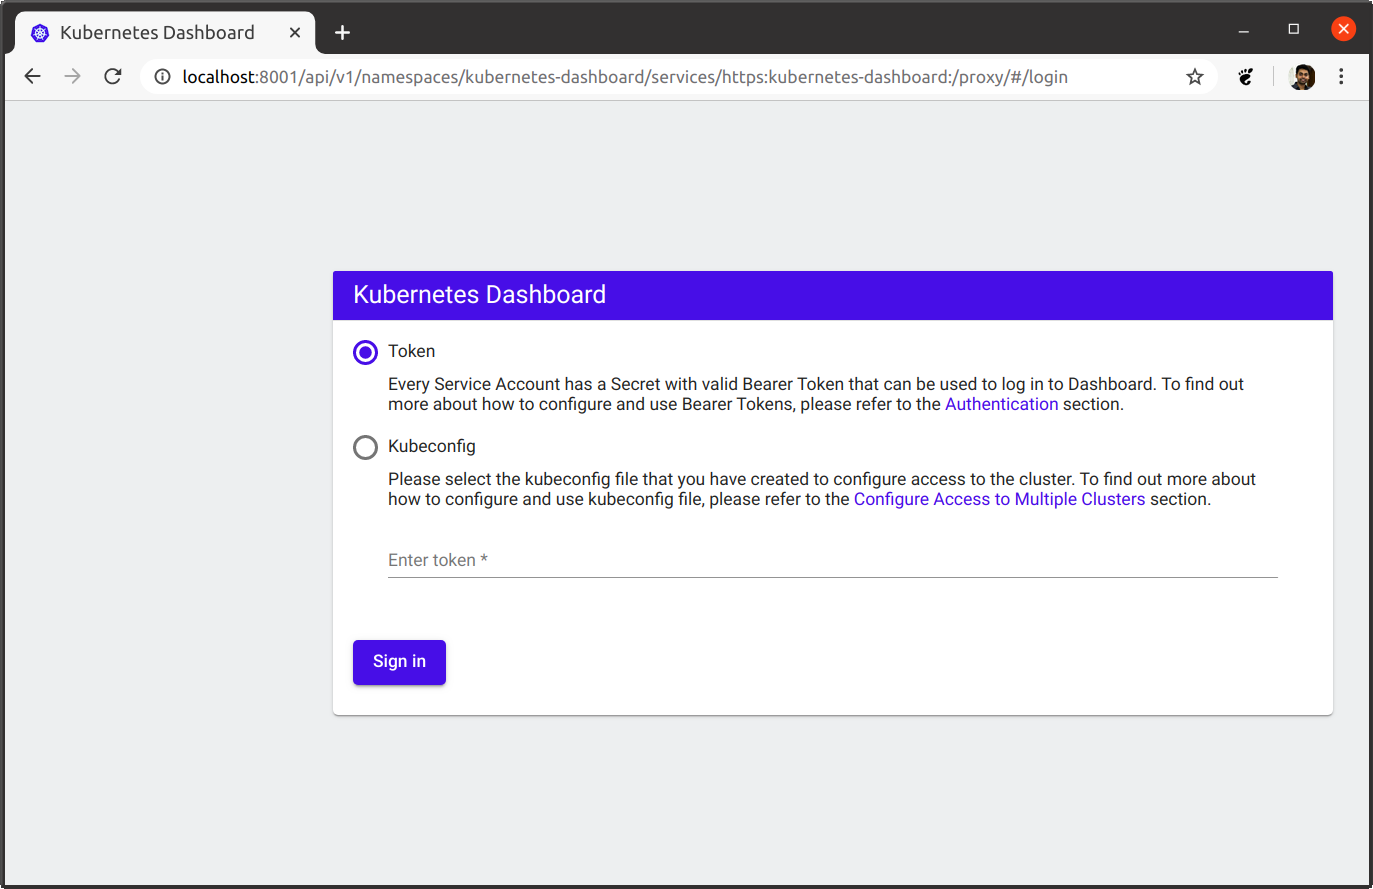 Kubernetes Dashboard
localhost:8001/api/v1/namespaces/kubernetes-dashboard/services/https:kubernetes-dashboard:/proxy/#/login
Kubernetes Dashboard
Token
Every Service Account has a Secret with valid Bearer Token that can be used to log in to Dashboard. To find out
more about how to configure and use Bearer Tokens, please refer to the Authentication section.
Kubeconfig
Please select the kubeconfig file that you have created to configure access to the cluster. To find out more about
how to configure and use kubeconfig file, please refer to the Configure Access to Multiple Clusters section.
Enter token *
Sign in